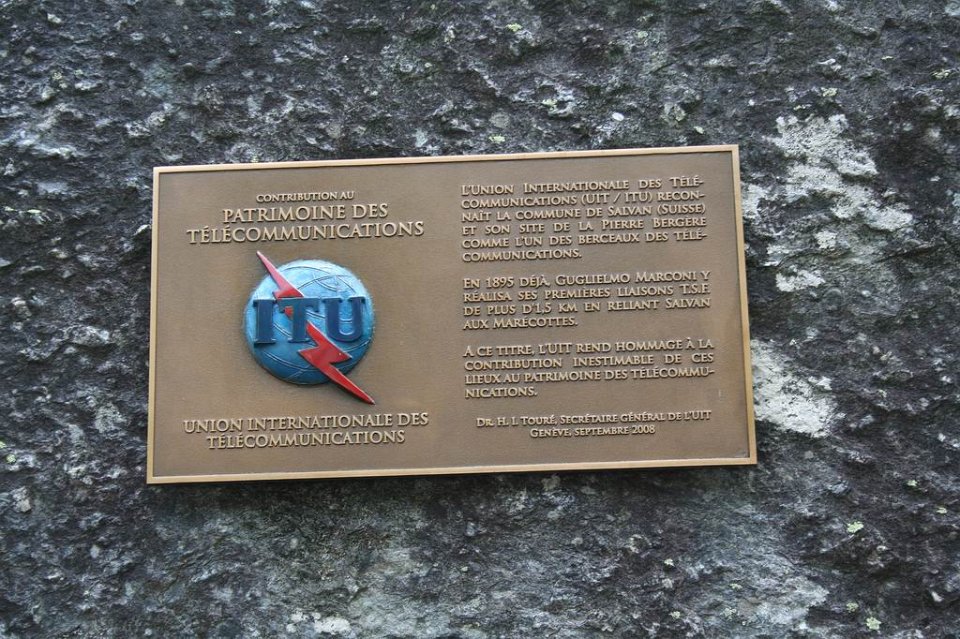 CONTRIBUTION AU
PATRIMOINE DES
TÉLÉCOMMUNICATIONS
ITU
UNION INTERNATIONALE DES
TÉLÉCOMMUNICATIONS
L'UNION INTERNATIONALE DES TÉLÉ-
COMMUNICATIONS (UIT / ITU) RECON-
NAÎT LA COMMUNE DE SALVAN (SUISSE)
ET SON SITE DE LA PIERRE BERGÈRE
COMME L'UN DES BERCEAUX DES TÉLÉ-
COMMUNICATIONS.
EN 1895 DÉJÀ, GUGLIELMO MARCONI Y
RÉALISA SES PREMIÈRES LIAISONS T.S.F.
DE PLUS D'1,5 KM EN RELIANT SALVAN
AUX MARÉCOTTES.
À CE TITRE, L'UIT REND HOMMAGE À LA
CONTRIBUTION INESTIMABLE DE CES
LIEUX AU PATRIMOINE DES TÉLÉCOMMU-
NICATIONS.
DR. H. I. TOURÉ, SECRÉTAIRE GÉNÉRAL DE L'UIT
GENÈVE, SEPTEMBRE 2008